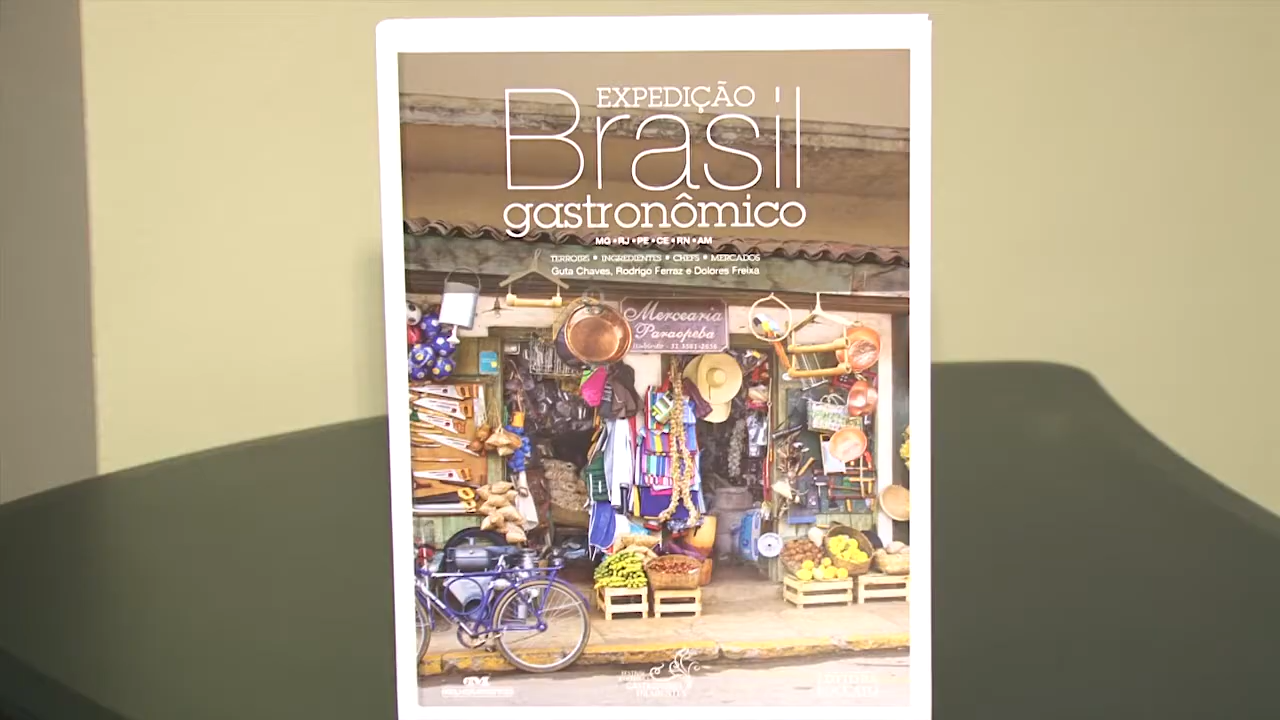 EXPEDIÇÃO
Brasil
gastronômico
MG • RJ • PE • CE • RN • AM
TERROIRS • INGREDIENTES • CHEFS • MERCADOS
Guta Chaves, Rodrigo Ferraz e Dolores Freixa
Mercearia
Paraopeba